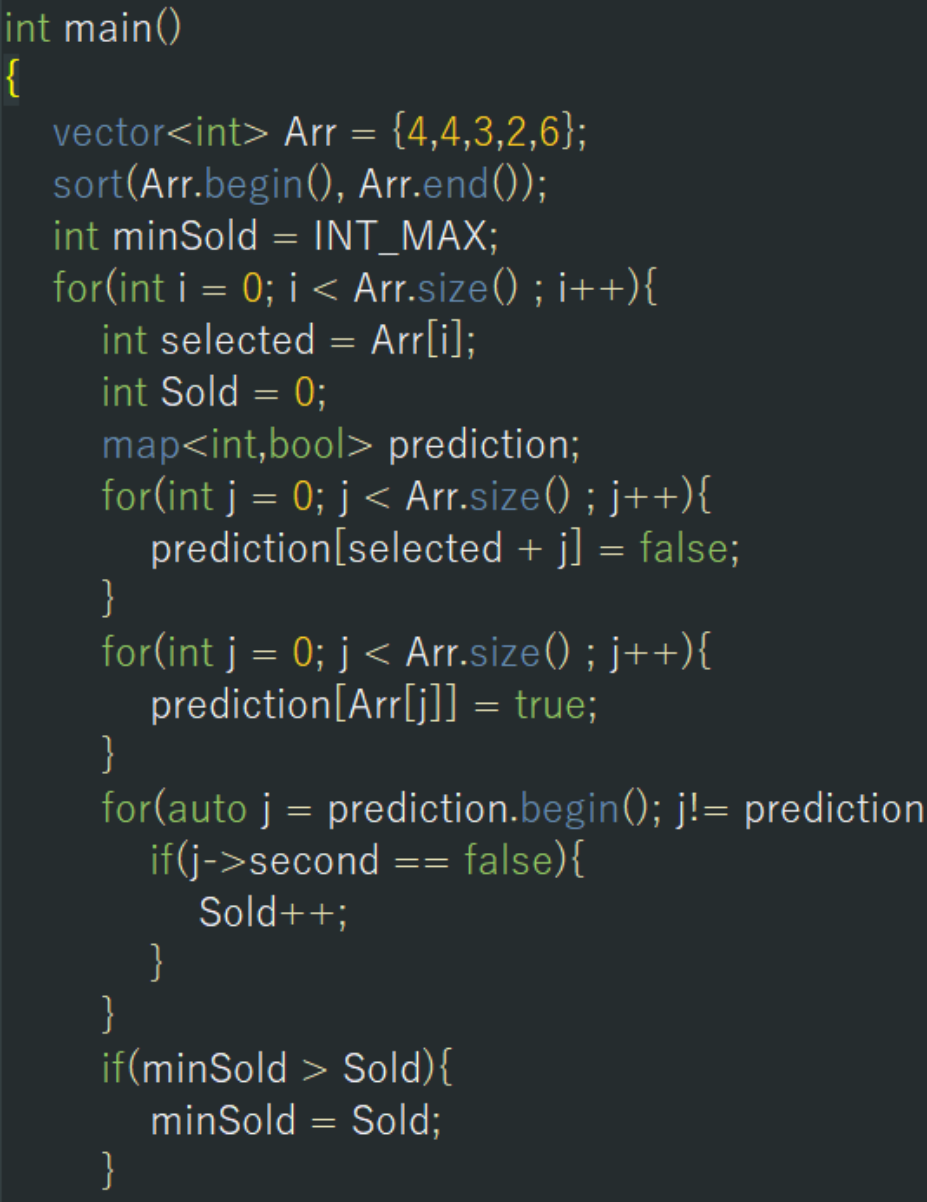 int main()
{
vector<int> Arr = {4,4,3,2,6};
sort(Arr.begin(), Arr.end());
int minSold = INT_MAX;
for(int i = 0; i < Arr.size() ; i++){
int selected = Arr[i];
int Sold = 0;
map<int,bool> prediction;
for(int j = 0; j < Arr.size() ; j++){
prediction[selected + j] = false;
}
for(int j = 0; j < Arr.size() ; j++){
prediction[Arr[j]] = true;
}
for(auto j = prediction.begin(); j!= prediction
if(j->second == false){
Sold++;
}
}
if(minSold > Sold){
minSold = Sold;
}